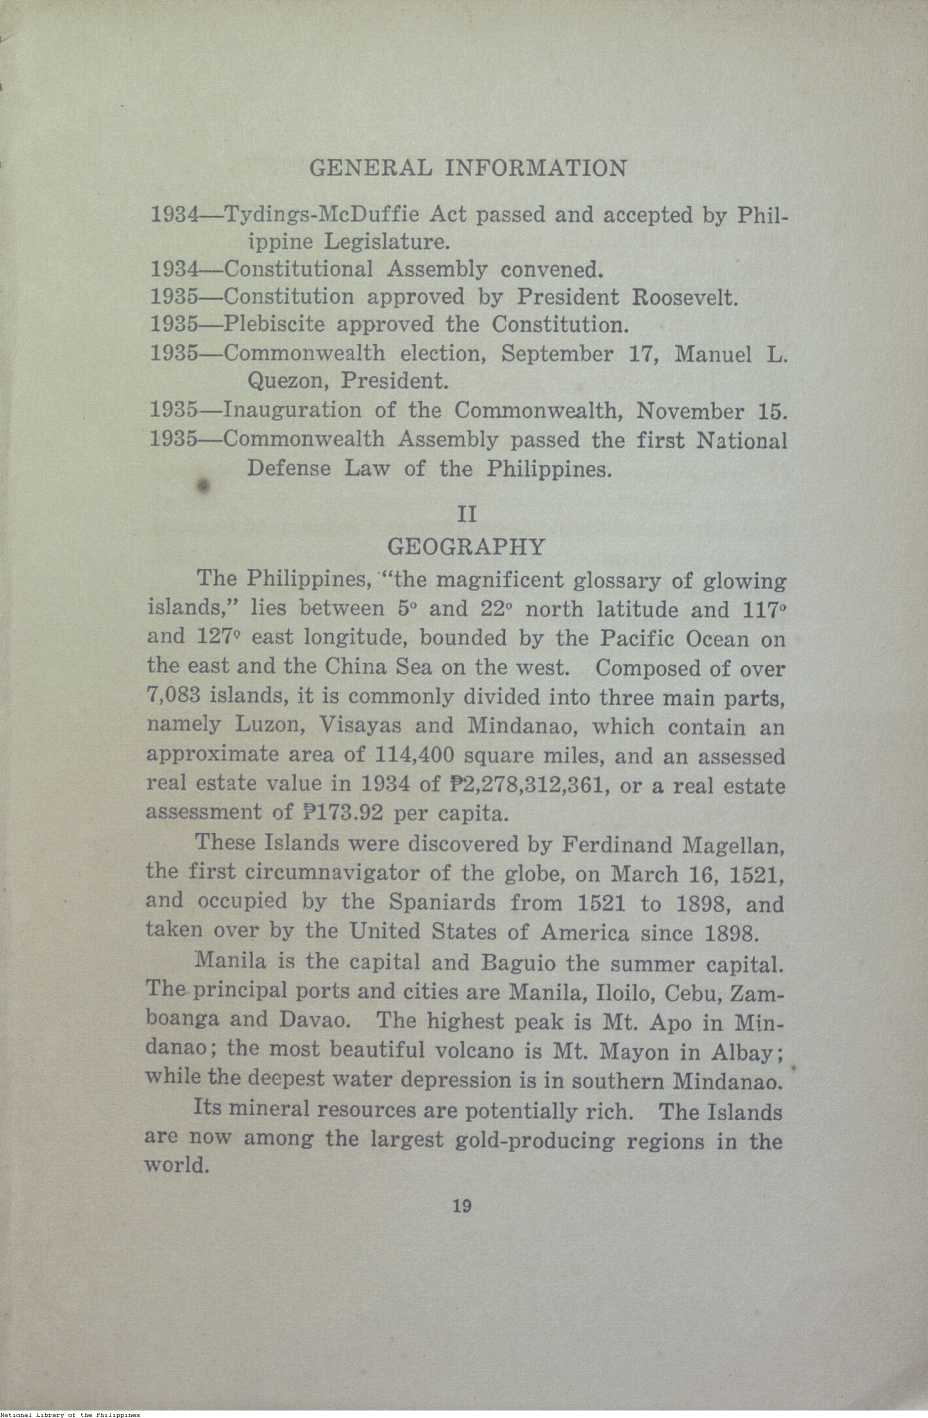 GENERAL INFORMATION
1934—Tydings-McDuffie Act passed and accepted by Phil-
ippine Legislature.
1934—Constitutional Assembly convened.
1935—Constitution approved by President Roosevelt.
1935—Plebiscite approved the Constitution.
1935—Commonwealth election, September 17, Manuel L.
Quezon, President.
1935—Inauguration of the Commonwealth, November 15.
1935—Commonwealth Assembly passed the first National
Defense Law of the Philippines.
II
GEOGRAPHY
The Philippines, “the magnificent glossary of glowing
islands,” lies between 5° and 22° north latitude and 117°
and 127° east longitude, bounded by the Pacific Ocean on
the east and the China Sea on the west. Composed of over
7,083 islands, it is commonly divided into three main parts,
namely Luzon, Visayas and Mindanao, which contain an
approximate area of 114,400 square miles, and an assessed
real estate value in 1934 of ₱2,278,312,361, or a real estate
assessment of ₱173.92 per capita.
These Islands were discovered by Ferdinand Magellan,
the first circumnavigator of the globe, on March 16, 1521,
and occupied by the Spaniards from 1521 to 1898, and
taken over by the United States of America since 1898.
Manila is the capital and Baguio the summer capital.
The principal ports and cities are Manila, Iloilo, Cebu, Zam-
boanga and Davao. The highest peak is Mt. Apo in Min-
danao; the most beautiful volcano is Mt. Mayon in Albay;
while the deepest water depression is in southern Mindanao.
Its mineral resources are potentially rich. The Islands
are now among the largest gold-producing regions in the
world.
19
National Library of the Philippines